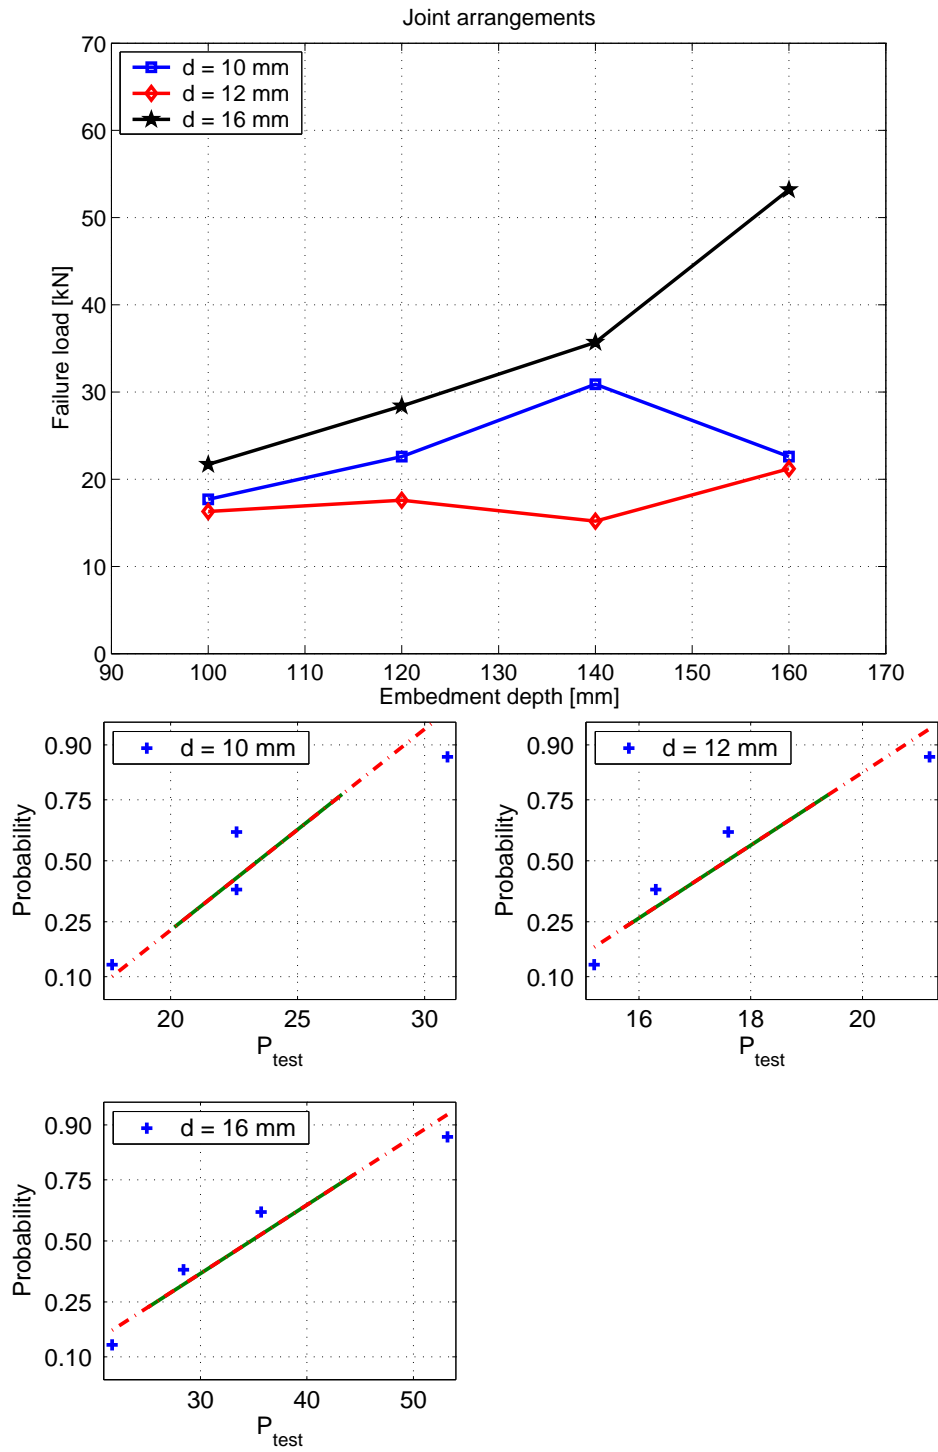 Joint arrangements
70
60
50
40
30
20
10
0
Failure load [kN]
d = 10 mm
d = 12 mm
d = 16 mm
90 100 110 120 130 140 150 160 170
Embedment depth [mm]
0.90
0.75
0.50
0.25
0.10
Probability
d = 10 mm
20 25 30
P_test
0.90
0.75
0.50
0.25
0.10
Probability
d = 12 mm
16 18 20
P_test
0.90
0.75
0.50
0.25
0.10
Probability
d = 16 mm
30 40 50
P_test